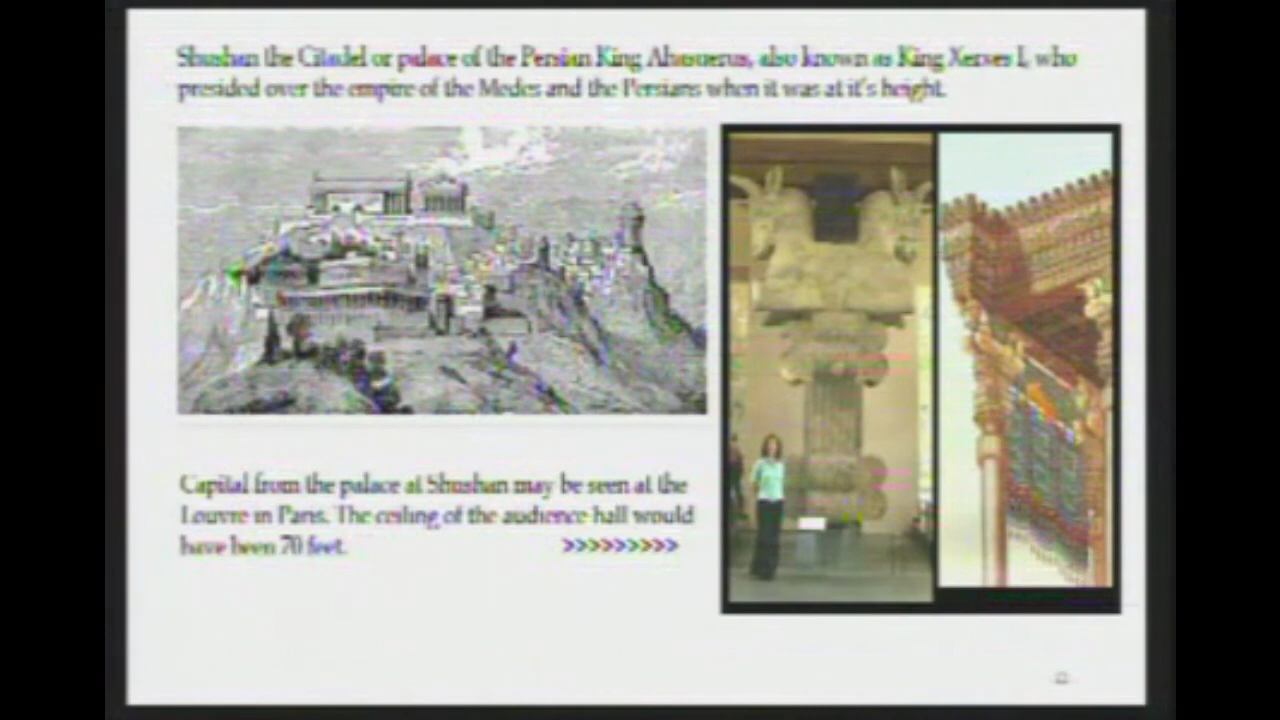 Shushan the Citadel or palace of the Persian King Ahasuerus, also known as King Xerxes I, who
presided over the empire of the Medes and the Persians when it was at it's height.
Capital from the palace at Shushan may be seen at the
Louvre in Paris. The ceiling of the audience hall would
have been 70 feet. >>>>>>>>>